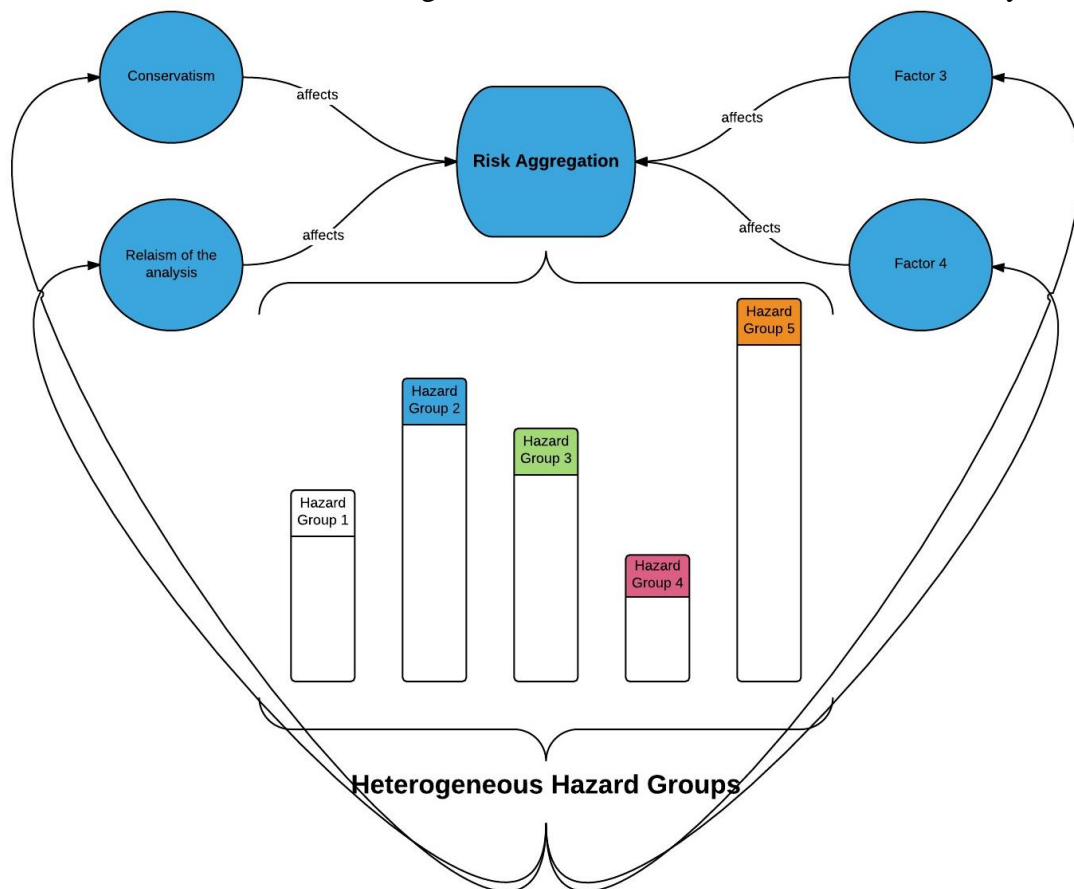 Conservatism
affects
Factor 3
affects
Risk Aggregation
Relaism of the
analysis
affects
affects
Factor 4
Hazard
Group 5
Hazard
Group 2
Hazard
Group 3
Hazard
Group 1
Hazard
Group 4
Heterogeneous Hazard Groups